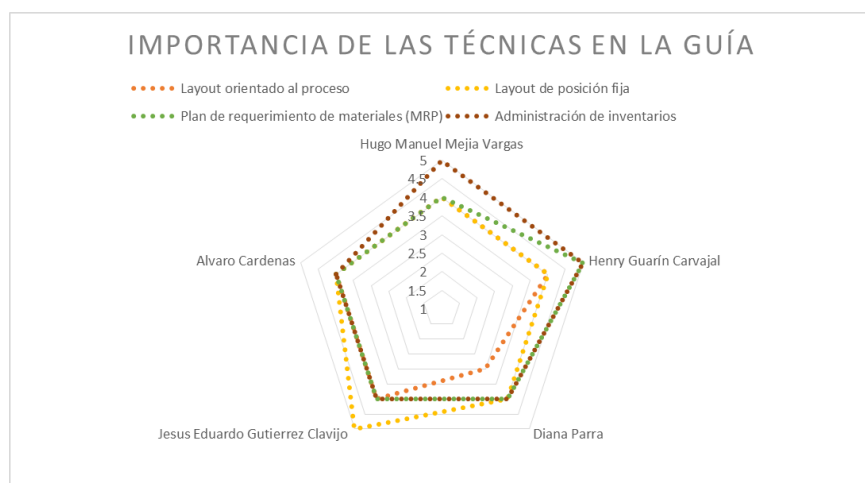 IMPORTANCIA DE LAS TÉCNICAS EN LA GUÍA
Layout orientado al proceso
Layout de posición fija
Plan de requerimiento de materiales (MRP)
Administración de inventarios
Hugo Manuel Mejia Vargas
5
4.5
4
3.5
3
2.5
2
1.5
1
Alvaro Cardenas
Henry Guarín Carvajal
Jesus Eduardo Gutierrez Clavijo
Diana Parra